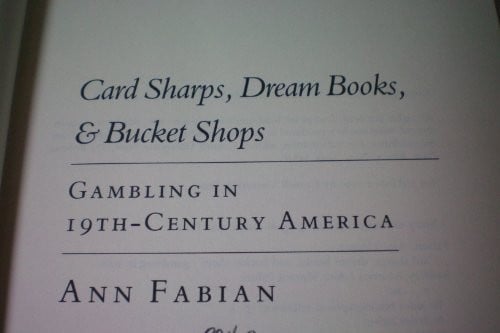 Card Sharps, Dream Books,
& Bucket Shops
GAMBLING IN
19TH-CENTURY AMERICA
ANN FABIAN